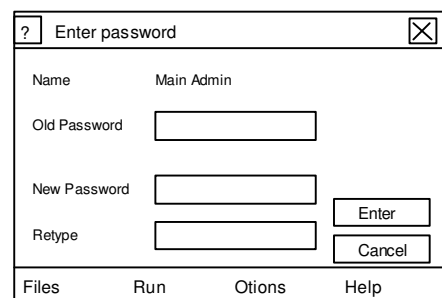 ? Enter password
Name Main Admin
Old Password
New Password
Enter
Retype
Cancel
Files Run Otions Help